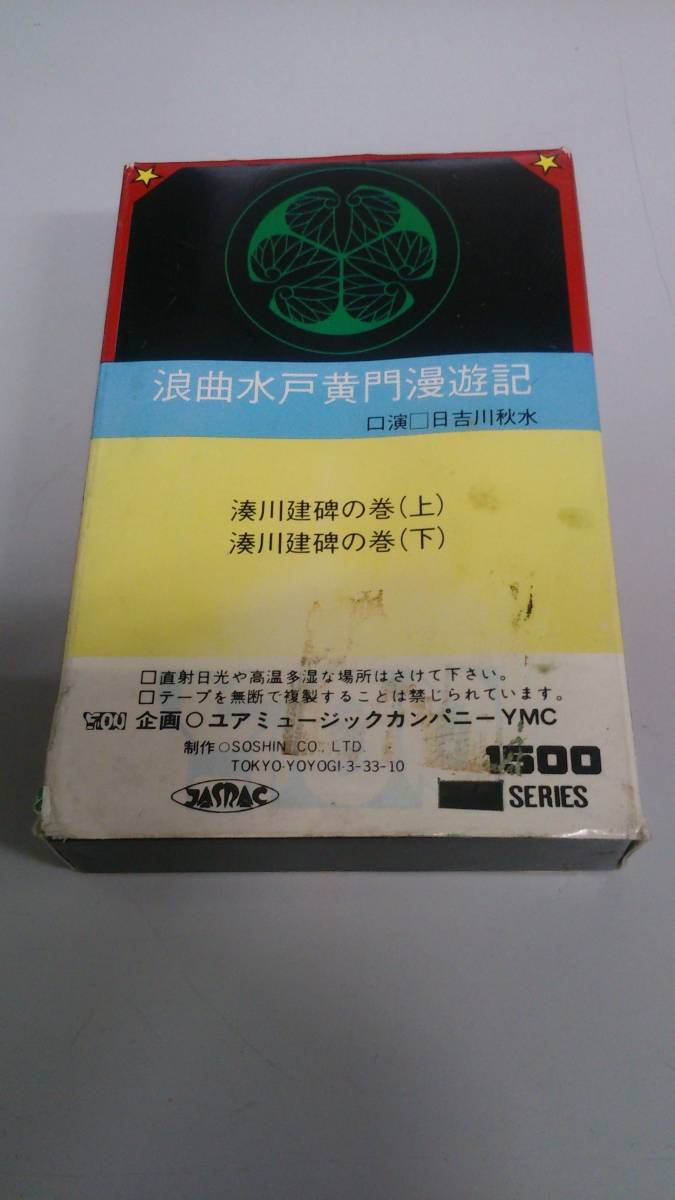 浪曲水戸黄門漫遊記
口演□日吉川秋水
湊川建碑の巻(上)
湊川建碑の巻(下)
□直射日光や高温多湿な場所はさけて下さい。
□テープを無断で複製することは禁じられています。
YOU 企画○ユアミュージックカンパニーYMC
制作○SOSHIN CO., LTD.
TOKYO-YOYOGI-3-33-10
JASRAC
1500
SERIES